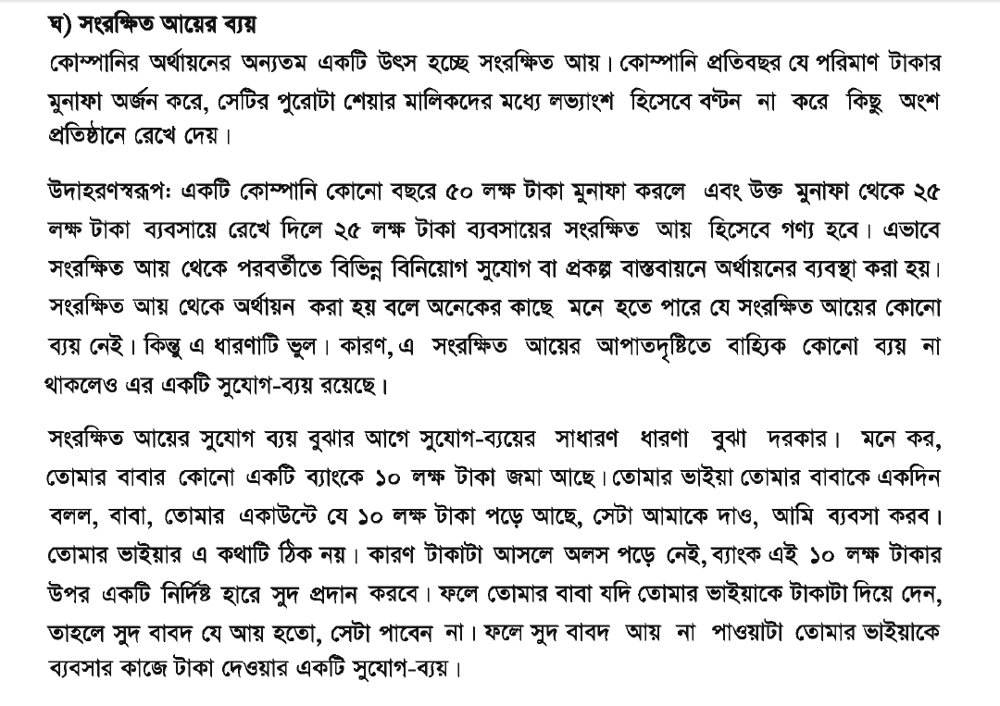 ঘ) সংরক্ষিত আয়ের ব্যয়
কোম্পানির অর্থায়নের অন্যতম একটি উৎস হচ্ছে সংরক্ষিত আয়। কোম্পানি প্রতিবছর যে পরিমাণ টাকার
মুনাফা অর্জন করে, সেটির পুরোটা শেয়ার মালিকদের মধ্যে লভ্যাংশ হিসেবে বণ্টন না করে কিছু অংশ
প্রতিষ্ঠানে রেখে দেয়।
উদাহরণস্বরূপ: একটি কোম্পানি কোনো বছরে ৫০ লক্ষ টাকা মুনাফা করলে এবং উক্ত মুনাফা থেকে ২৫
লক্ষ টাকা ব্যবসায়ে রেখে দিলে ২৫ লক্ষ টাকা ব্যবসায়ের সংরক্ষিত আয় হিসেবে গণ্য হবে। এভাবে
সংরক্ষিত আয় থেকে পরবর্তীতে বিভিন্ন বিনিয়োগ সুযোগ বা প্রকল্প বাস্তবায়নে অর্থায়নের ব্যবস্থা করা হয়।
সংরক্ষিত আয় থেকে অর্থায়ন করা হয় বলে অনেকের কাছে মনে হতে পারে যে সংরক্ষিত আয়ের কোনো
ব্যয় নেই। কিন্তু এ ধারণাটি ভুল। কারণ, এ সংরক্ষিত আয়ের আপাতদৃষ্টিতে বাহ্যিক কোনো ব্যয় না
থাকলেও এর একটি সুযোগ-ব্যয় রয়েছে।
সংরক্ষিত আয়ের সুযোগ ব্যয় বুঝার আগে সুযোগ-ব্যয়ের সাধারণ ধারণা বুঝা দরকার। মনে কর,
তোমার বাবার কোনো একটি ব্যাংকে ১০ লক্ষ টাকা জমা আছে। তোমার ভাইয়া তোমার বাবাকে একদিন
বলল, বাবা, তোমার একাউন্টে যে ১০ লক্ষ টাকা পড়ে আছে, সেটা আমাকে দাও, আমি ব্যবসা করব।
তোমার ভাইয়ার এ কথাটি ঠিক নয়। কারণ টাকাটা আসলে অলস পড়ে নেই, ব্যাংক এই ১০ লক্ষ টাকার
উপর একটি নির্দিষ্ট হারে সুদ প্রদান করবে। ফলে তোমার বাবা যদি তোমার ভাইয়াকে টাকাটা দিয়ে দেন,
তাহলে সুদ বাবদ যে আয় হতো, সেটা পাবেন না। ফলে সুদ বাবদ আয় না পাওয়াটা তোমার ভাইয়াকে
ব্যবসার কাজে টাকা দেওয়ার একটি সুযোগ-ব্যয়।